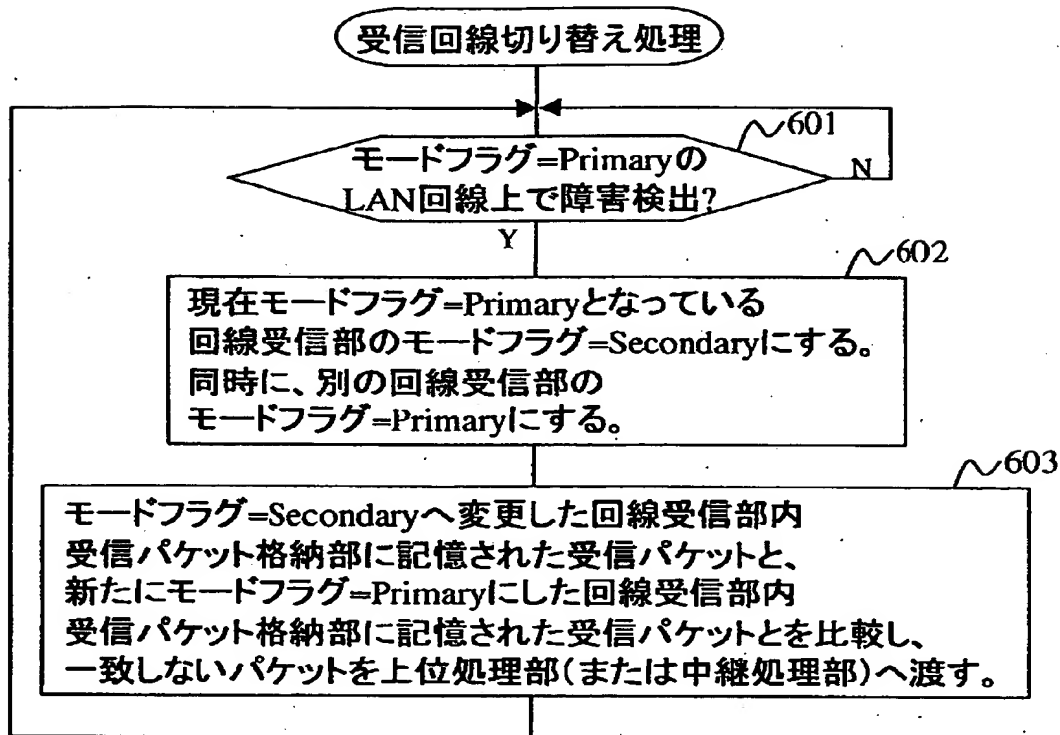 受信回線切り替え処理
601
モードフラグ=Primaryの
LAN回線上で障害検出?
N
Y
602
現在モードフラグ=Primaryとなっている
回線受信部のモードフラグ=Secondaryにする。
同時に、別の回線受信部の
モードフラグ=Primaryにする。
603
モードフラグ=Secondaryへ変更した回線受信部内
受信パケット格納部に記憶された受信パケットと、
新たにモードフラグ=Primaryにした回線受信部内
受信パケット格納部に記憶された受信パケットとを比較し、
一致しないパケットを上位処理部(または中継処理部)へ渡す。